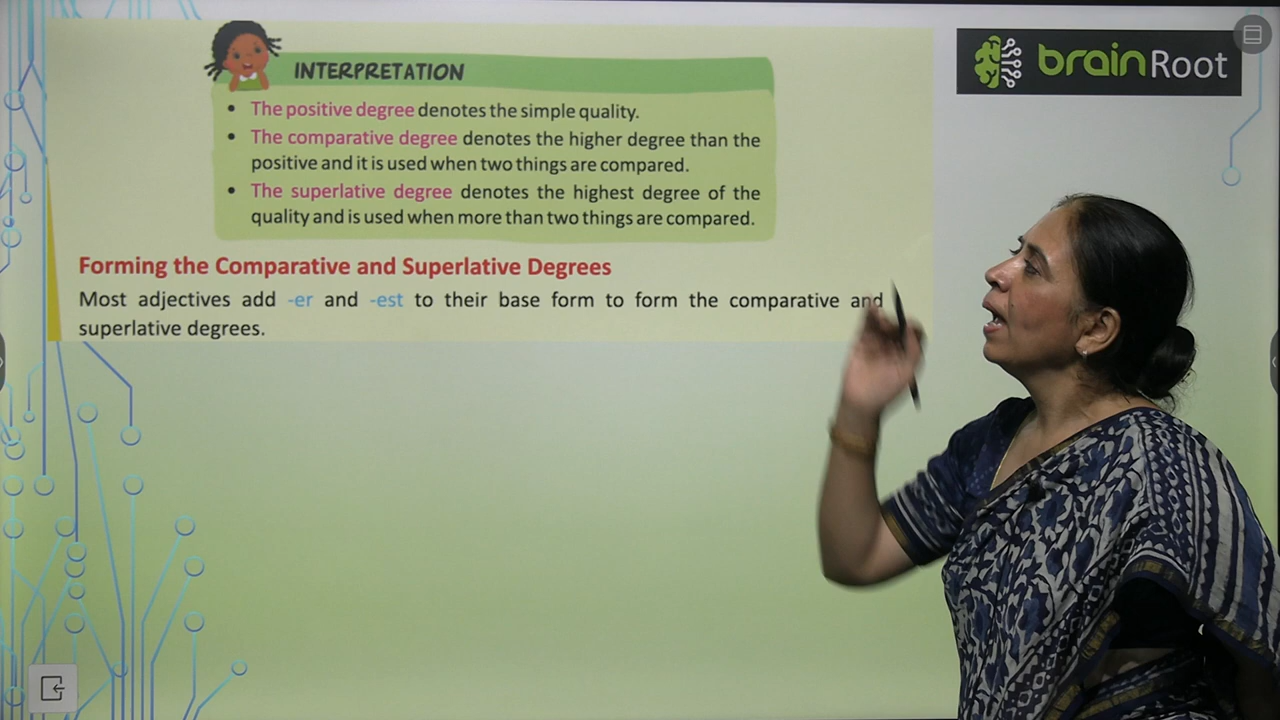 INTERPRETATION
brainRoot
• The positive degree denotes the simple quality.
• The comparative degree denotes the higher degree than the
positive and it is used when two things are compared.
• The superlative degree denotes the highest degree of the
quality and is used when more than two things are compared.
Forming the Comparative and Superlative Degrees
Most adjectives add -er and -est to their base form to form the comparative and
superlative degrees.